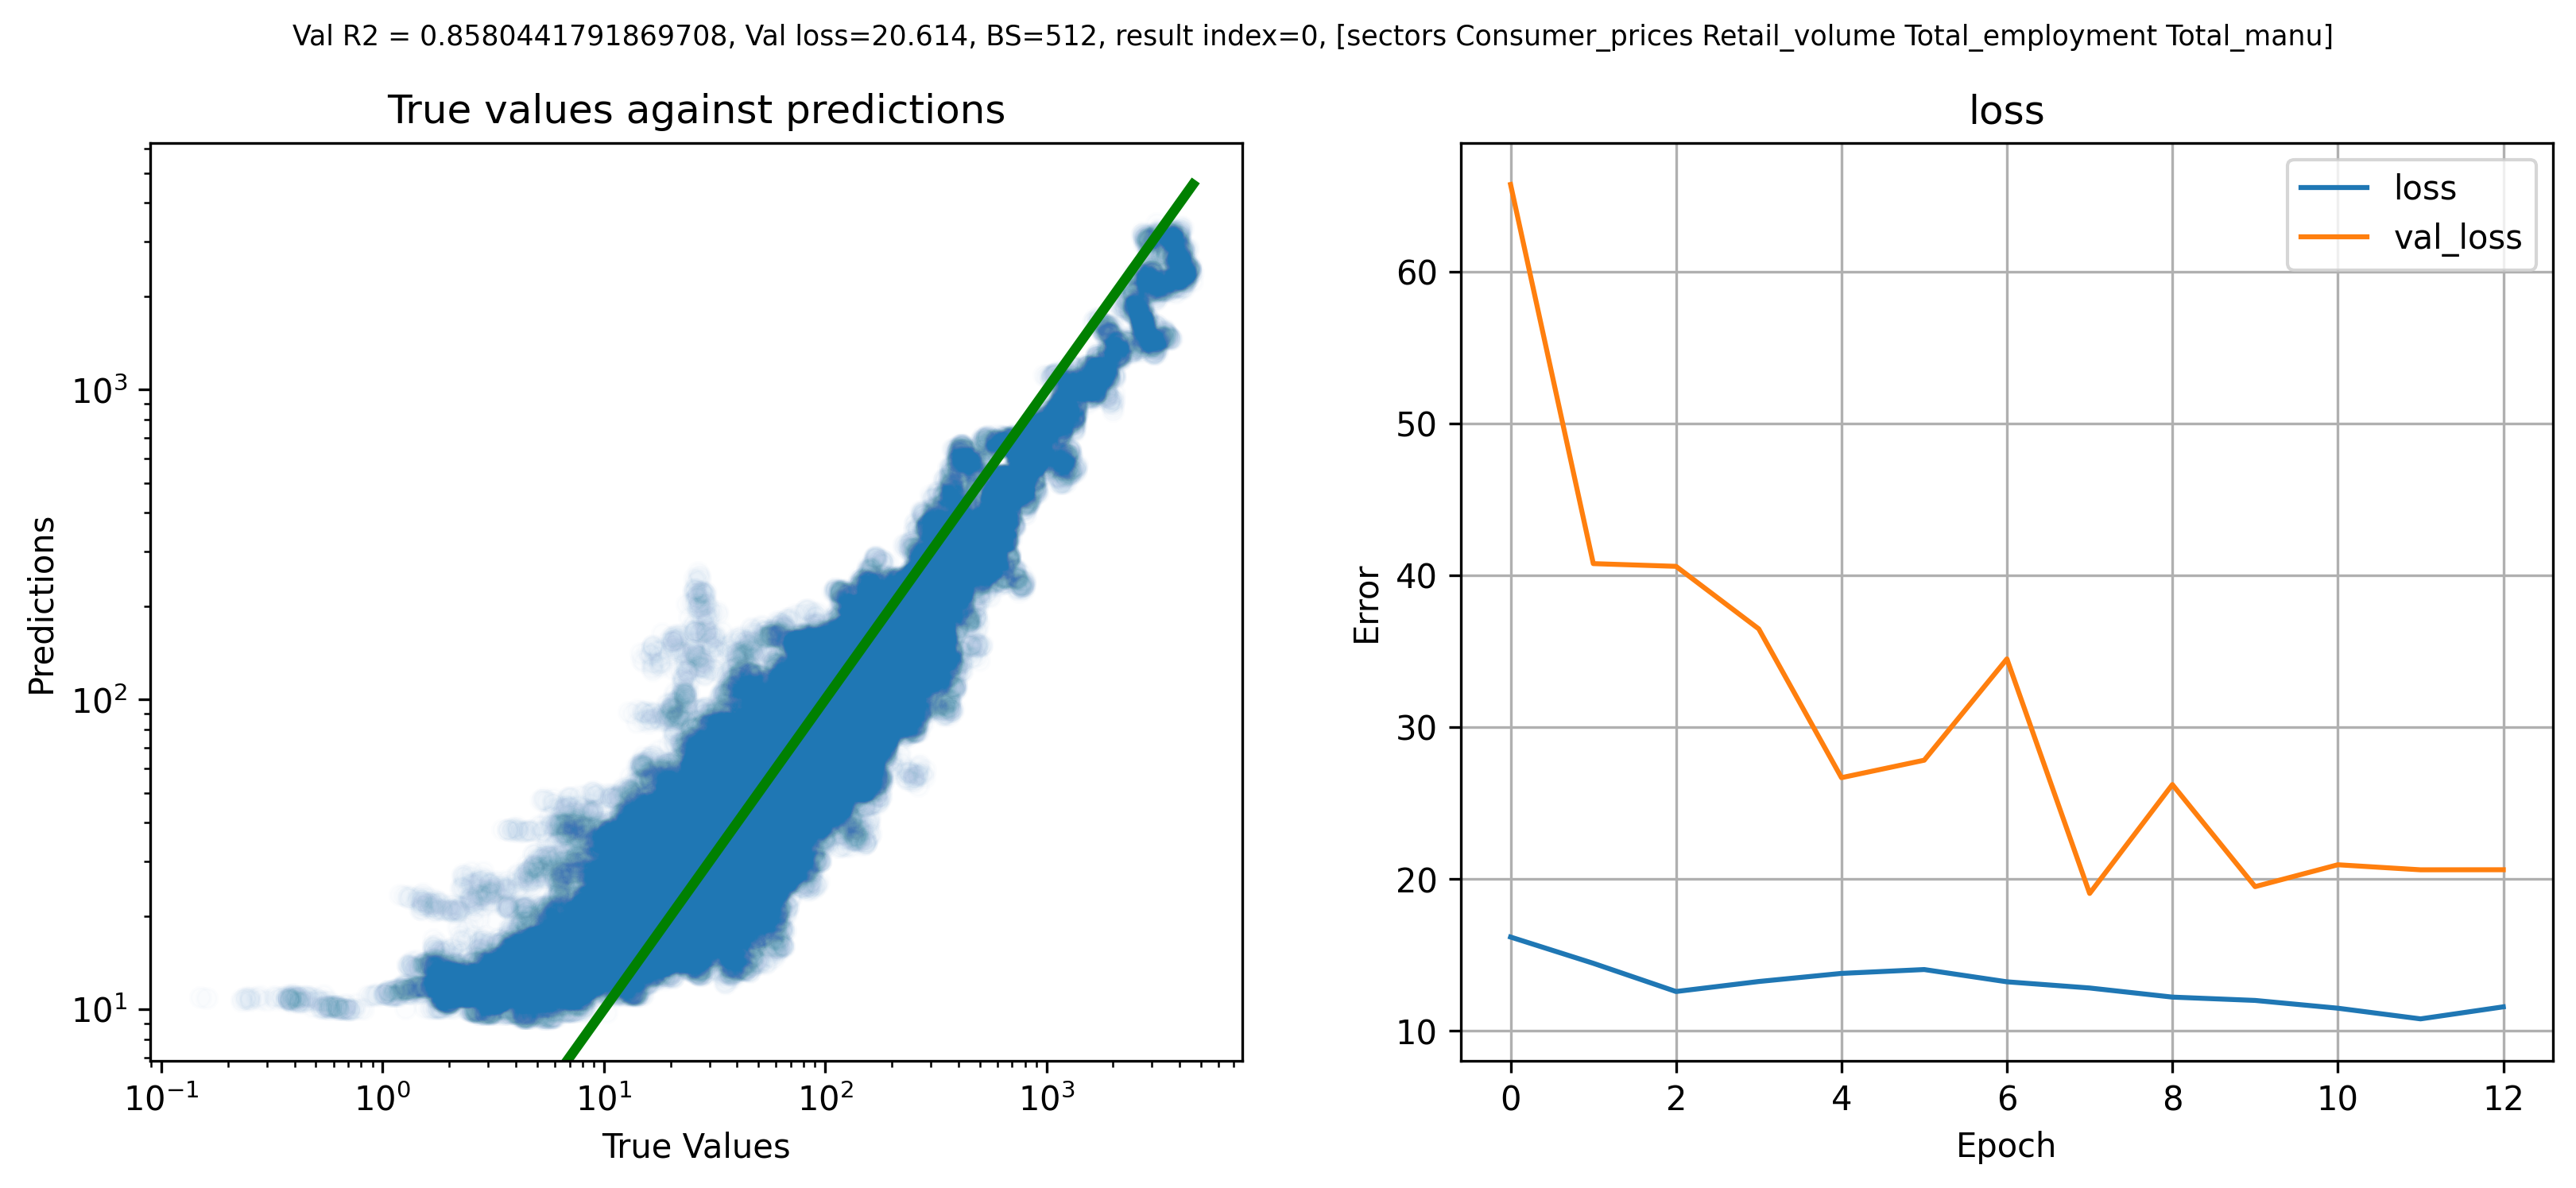 Val R2 = 0.8580441791869708, Val loss=20.614, BS=512, result index=0, [sectors Consumer_prices Retail_volume Total_employment Total_manu]
True values against predictions
Predictions
10³
10²
10¹
10⁻¹ 10⁰ 10¹ 10² 10³
True Values
loss
loss
val_loss
Error
60
50
40
30
20
10
0 2 4 6 8 10 12
Epoch